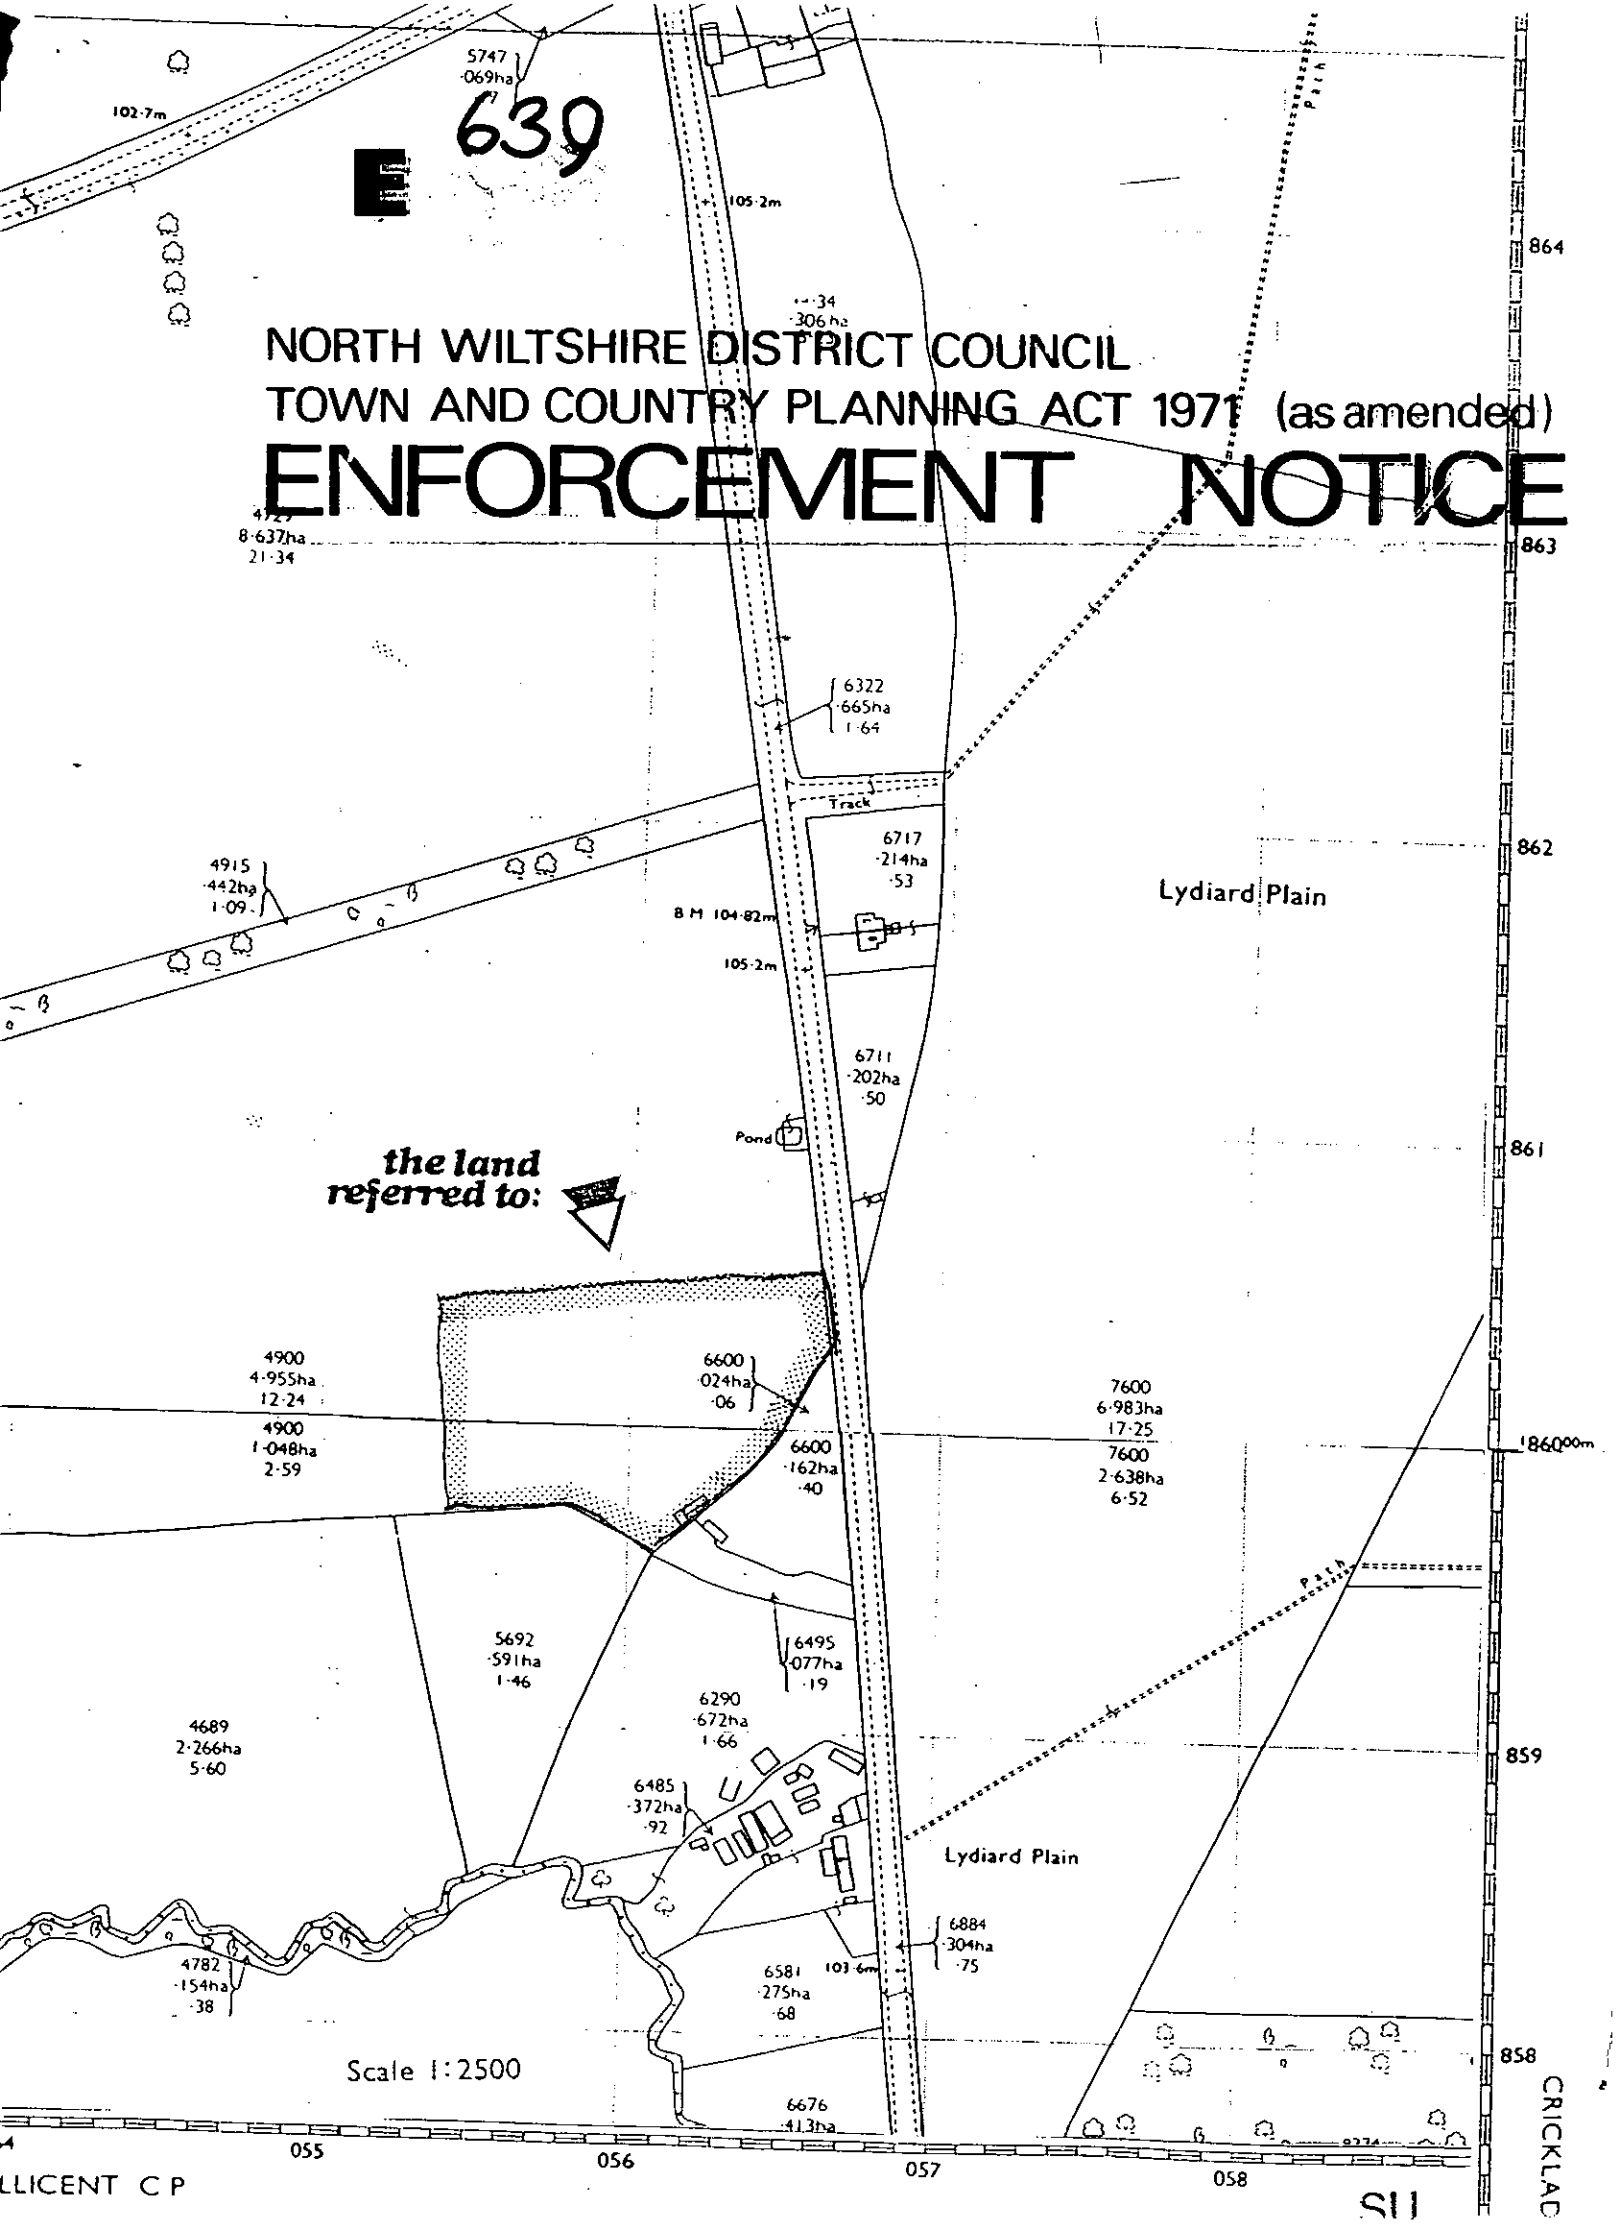 5747
·069ha
102·7m
Path
639
E
105·2m
864
·306ha
NORTH WILTSHIRE DISTRICT COUNCIL
TOWN AND COUNTRY PLANNING ACT 1971 (as amended)
ENFORCEMENT NOTICE
8·637ha
21·34
863
6322
·665ha
1·64
Track
6717
·214ha
·53
862
4915
·442ha
1·09
Lydiard Plain
B M 104·82m
105·2m
6711
·202ha
·50
Pond
861
the land
referred to:
4900
4·955ha
12·24
6600
·024ha
·06
7600
6·983ha
17·25
4900
1·048ha
2·59
6600
·162ha
·40
7600
2·638ha
6·52
186000m
Path
5692
·591ha
1·46
6495
·077ha
·19
6290
·672ha
1·66
4689
2·266ha
5·60
859
6485
·372ha
·92
Lydiard Plain
6884
·304ha
·75
4782
·154ha
·38
6581
·275ha
·68
103·6m
Scale 1:2500
858
6676
·413ha
055
056
057
058
LLICENT C P
CRICKLAD
SU